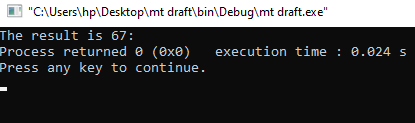 "C:\Users\hp\Desktop\mt draft\bin\Debug\mt draft.exe"
The result is 67:
Process returned 0 (0x0)   execution time : 0.024 s
Press any key to continue.